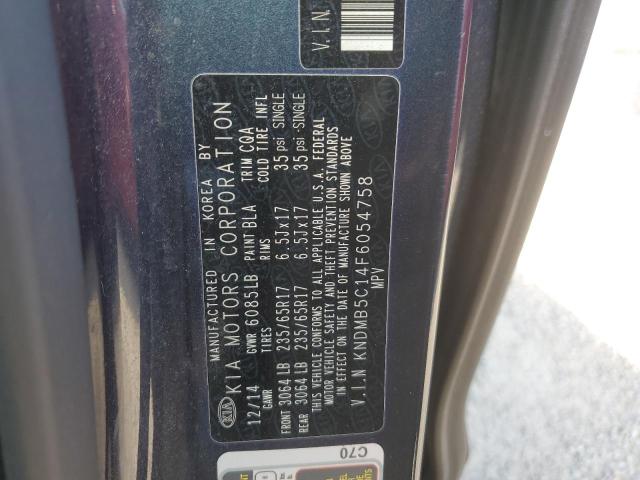 V.I.N
MANUFACTURED IN KOREA BY
KIA KIA MOTORS CORPORATION
12/14 GVWR 6085LB PAINT BLA TRIM CQA
GAWR TIRES RIMS COLD TIRE INFL
FRONT 3064 LB 235/65R17 6.5Jx17 35 psi SINGLE
REAR 3064 LB 235/65R17 6.5Jx17 35 psi SINGLE
THIS VEHICLE CONFORMS TO ALL APPLICABLE U.S.A. FEDERAL
MOTOR VEHICLE SAFETY AND THEFT PREVENTION STANDARDS
IN EFFECT ON THE DATE OF MANUFACTURE SHOWN ABOVE
V.I.N KNDMB5C14F6054758
MPV
C70